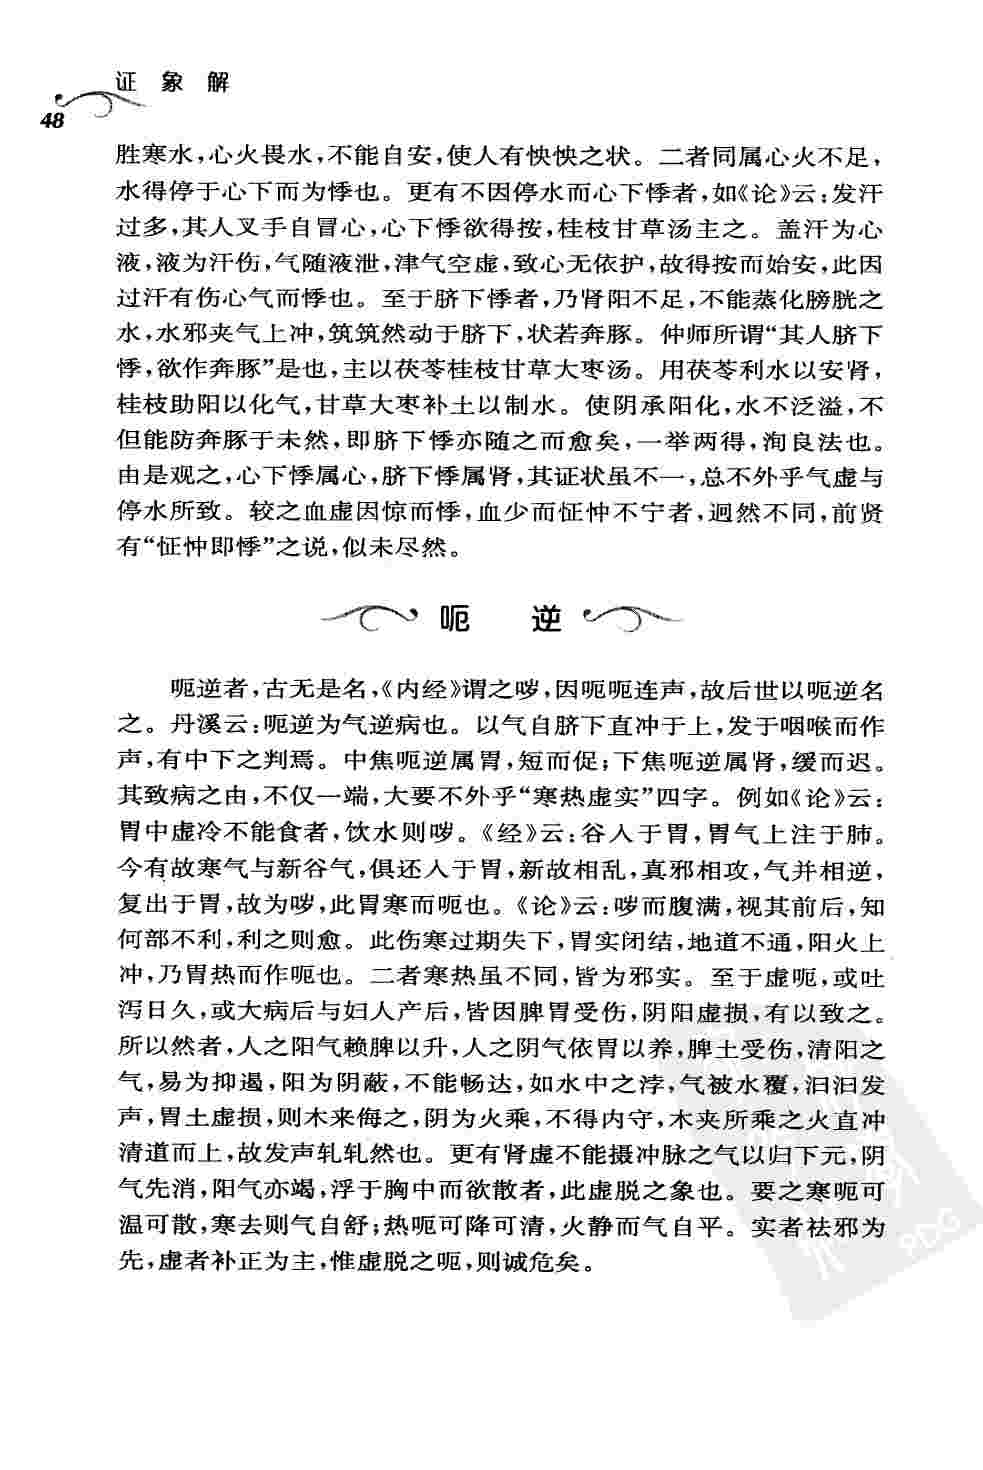 证 象 解
48
胜寒水，心火畏水，不能自安，使人有怏怏之状。二者同属心火不足，
水得停于心下而为悸也。更有不因停水而心下悸者，如《论》云：发汗
过多，其人叉手自冒心，心下悸欲得按，桂枝甘草汤主之。盖汗为心
液，液为汗伤，气随液泄，津气空虚，致心无依护，故得按而始安，此因
过汗有伤心气而悸也。至于脐下悸者，乃肾阳不足，不能蒸化膀胱之
水，水邪夹气上冲，筑筑然动于脐下，状若奔豚。仲师所谓“其人脐下
悸，欲作奔豚”是也，主以茯苓桂枝甘草大枣汤。用茯苓利水以安肾，
桂枝助阳以化气，甘草大枣补土以制水。使阴承阳化，水不泛溢，不
但能防奔豚于未然，即脐下悸亦随之而愈矣，一举两得，洵良法也。
由是观之，心下悸属心，脐下悸属肾，其证状虽不一，总不外乎气虚与
停水所致。较之血虚因惊而悸，血少而怔忡不宁者，迥然不同，前贤
有“怔忡即悸”之说，似未尽然。
呃 逆
呃逆者，古无是名，《内经》谓之哕，因呃呃连声，故后世以呃逆名
之。丹溪云：呃逆为气逆病也。以气自脐下直冲于上，发于咽喉而作
声，有中下之判焉。中焦呃逆属胃，短而促；下焦呃逆属肾，缓而迟。
其致病之由，不仅一端，大要不外乎“寒热虚实”四字。例如《论》云：
胃中虚冷不能食者，饮水则哕。《经》云：谷入于胃，胃气上注于肺。
今有故寒气与新谷气，俱还入于胃，新故相乱，真邪相攻，气并相逆，
复出于胃，故为哕，此胃寒而呃也。《论》云：哕而腹满，视其前后，知
何部不利，利之则愈。此伤寒过期失下，胃实闭结，地道不通，阳火上
冲，乃胃热而作呃也。二者寒热虽不同，皆为邪实。至于虚呃，或吐
泻日久，或大病后与妇人产后，皆因脾胃受伤，阴阳虚损，有以致之。
所以然者，人之阳气赖脾以升，人之阴气依胃以养，脾土受伤，清阳之
气，易为抑遏，阳为阴蔽，不能畅达，如水中之浡，气被水覆，汩汩发
声，胃土虚损，则木来侮之，阴为火乘，不得内守，木夹所乘之火直冲
清道而上，故发声轧轧然也。更有肾虚不能摄冲脉之气以归下元，阴
气先消，阳气亦竭，浮于胸中而欲散者，此虚脱之象也。要之寒呃可
温可散，寒去则气自舒；热呃可降可清，火静而气自平。实者祛邪为
先，虚者补正为主，惟虚脱之呃，则诚危矣。
PDG